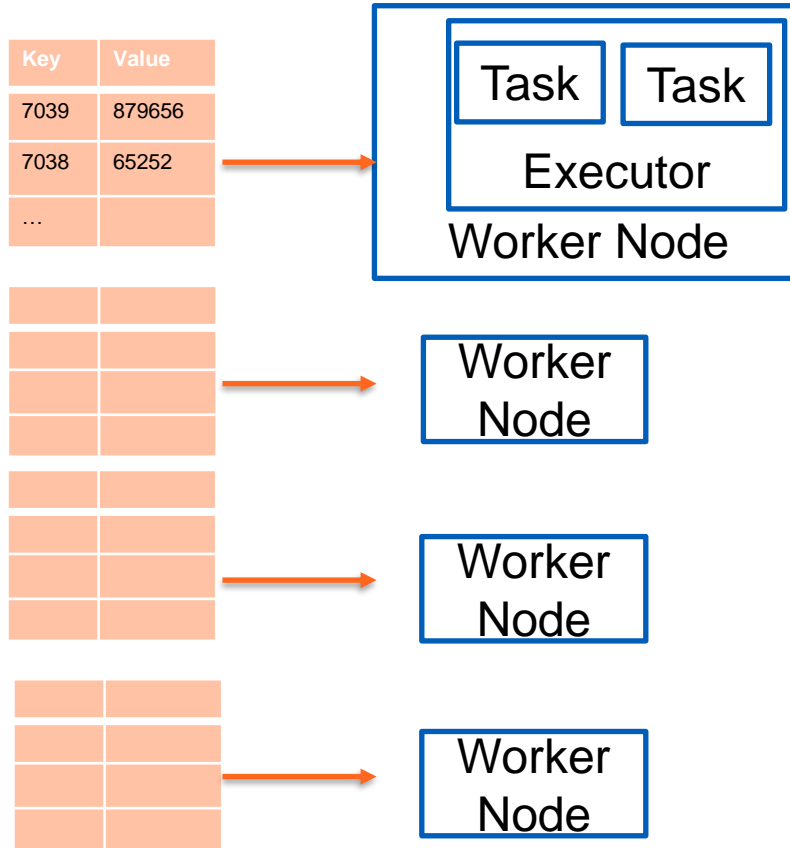 Key Value
7039 879656
7038 65252
…
Task Task
Executor
Worker Node
Worker
Node
Worker
Node
Worker
Node